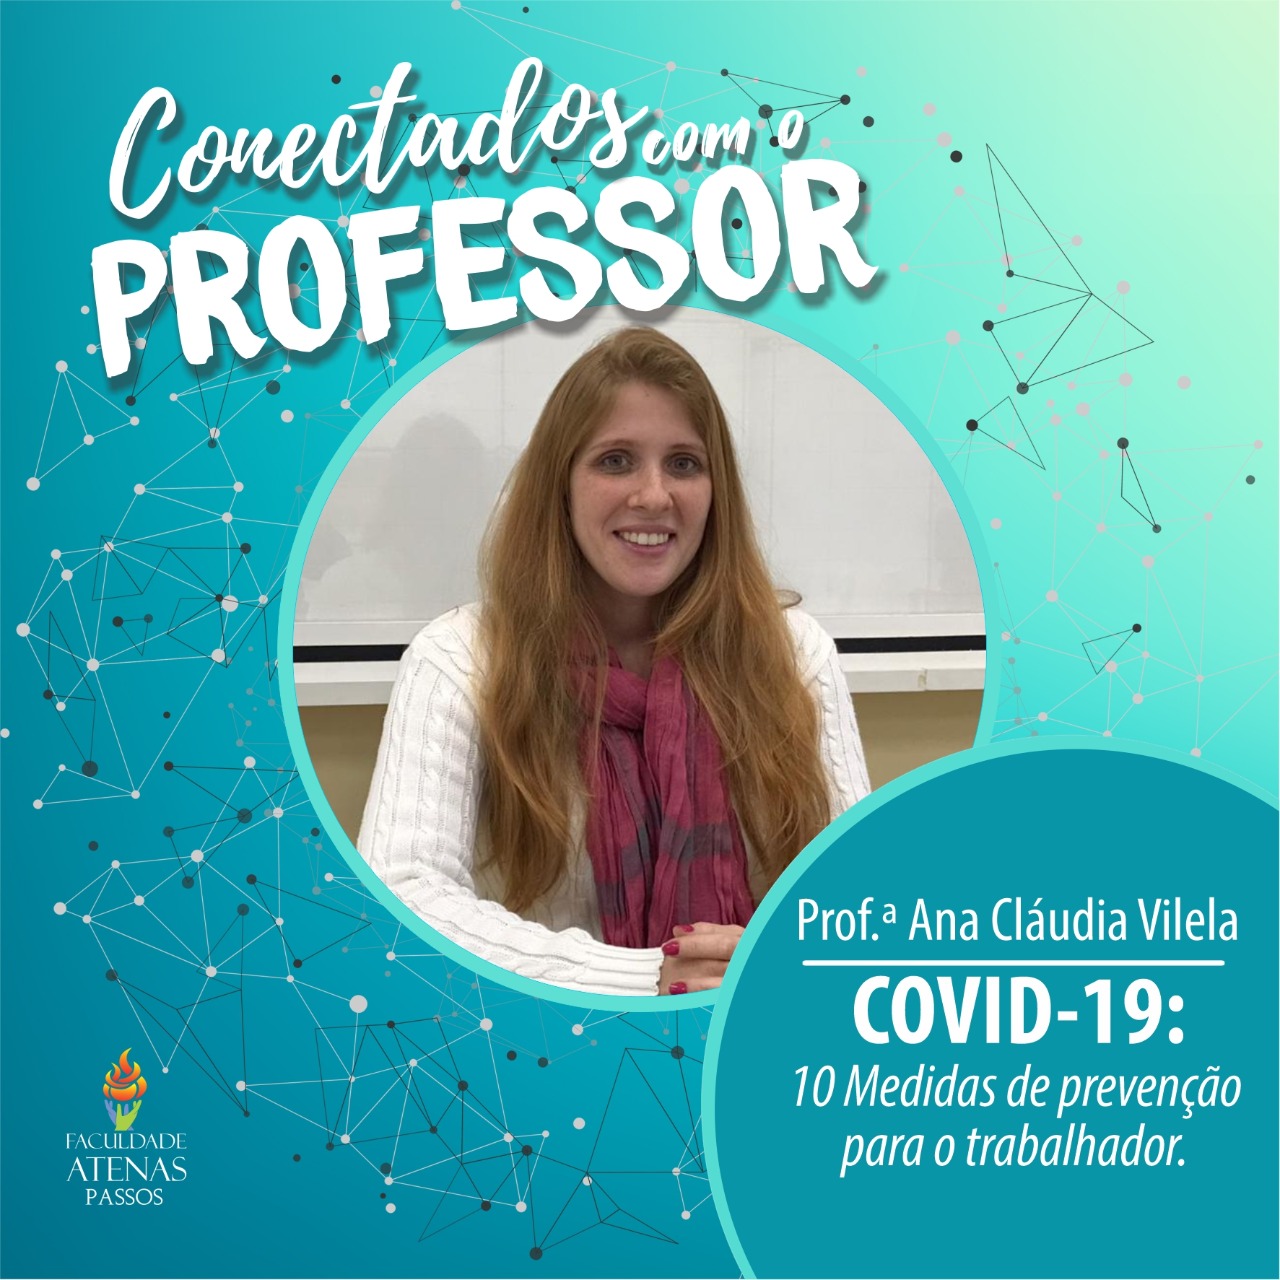 Conectados com o
PROFESSOR
Prof.ª Ana Cláudia Vilela
COVID-19:
10 Medidas de prevenção
para o trabalhador.
FACULDADE
ATENAS
PASSOS